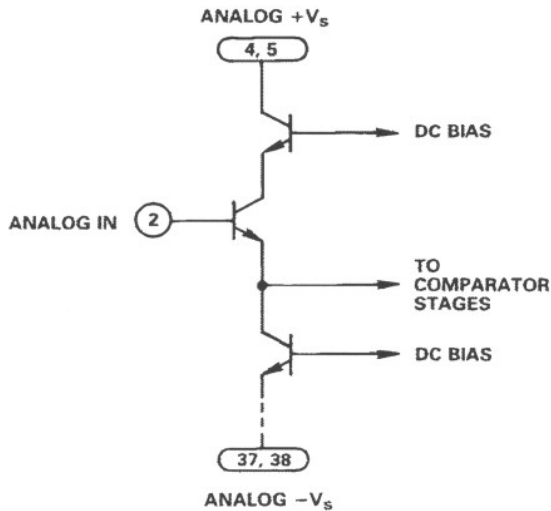 ANALOG +Vs
4, 5
DC BIAS
ANALOG IN
2
TO
COMPARATOR
STAGES
DC BIAS
37, 38
ANALOG −Vs